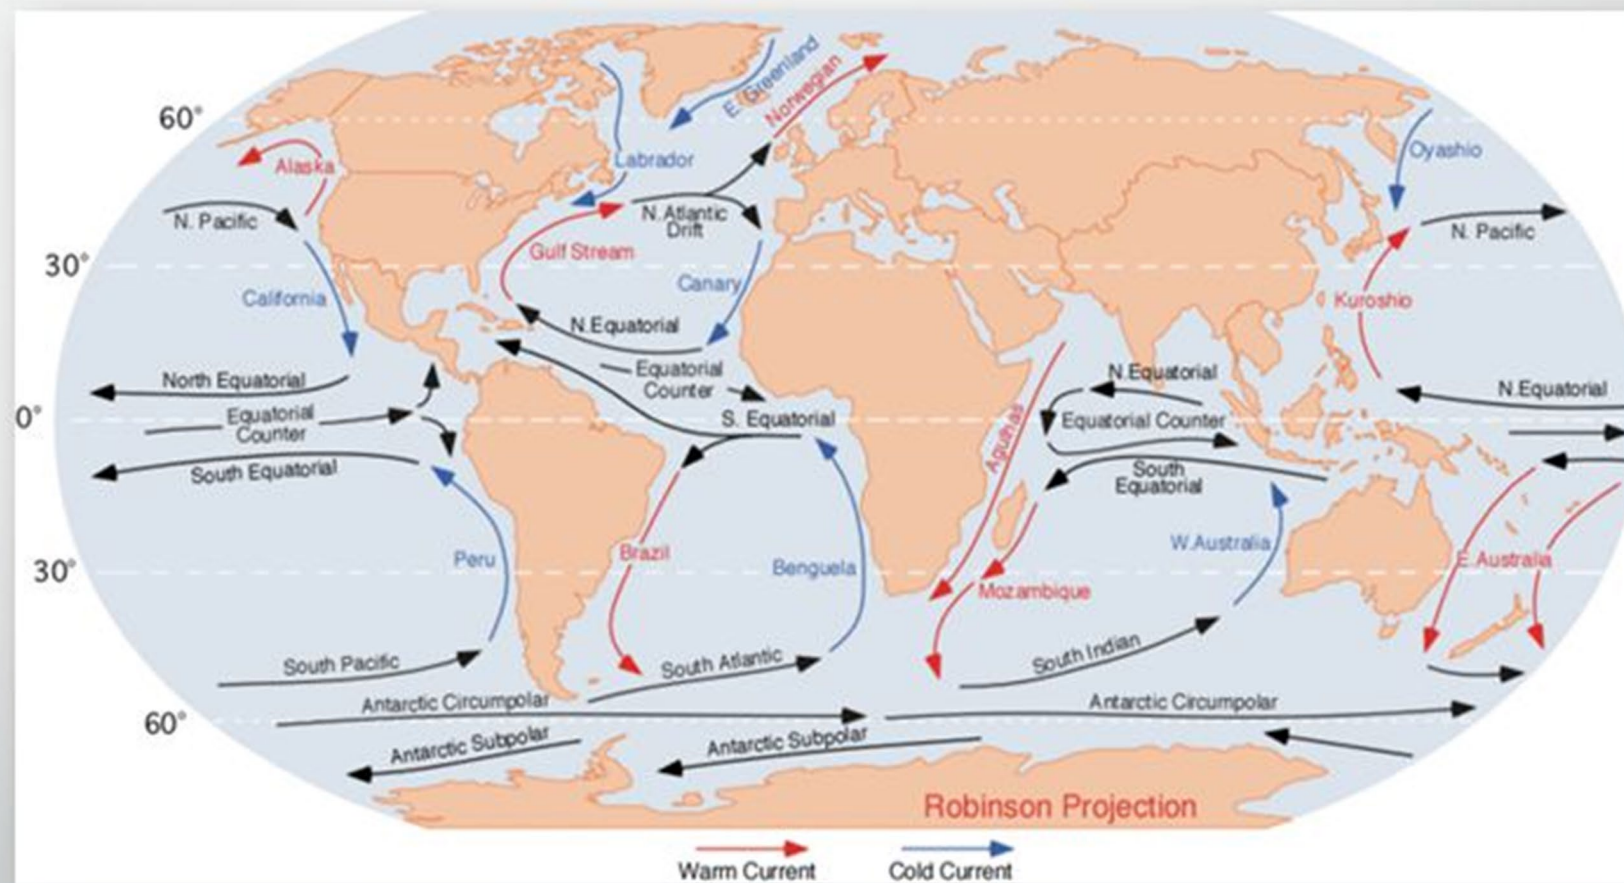 E. Greenland
Norwegian
60°
Alaska
Labrador
Oyashio
N. Pacific
N.Atlantic
Drift
N. Pacific
Gulf Stream
30°
California
Canary
Kuroshio
N.Equatorial
North Equatorial
Equatorial
Counter
N.Equatorial
N.Equatorial
0°
Equatorial
Counter
S. Equatorial
Equatorial Counter
Agulhas
South Equatorial
South
Equatorial
30°
Peru
Brazil
Benguela
W.Australia
E.Australia
Mozambique
South Pacific
South Atlantic
South Indian
Antarctic Circumpolar
Antarctic Circumpolar
60°
Antarctic Subpolar
Antarctic Subpolar
Robinson Projection
Warm Current
Cold Current